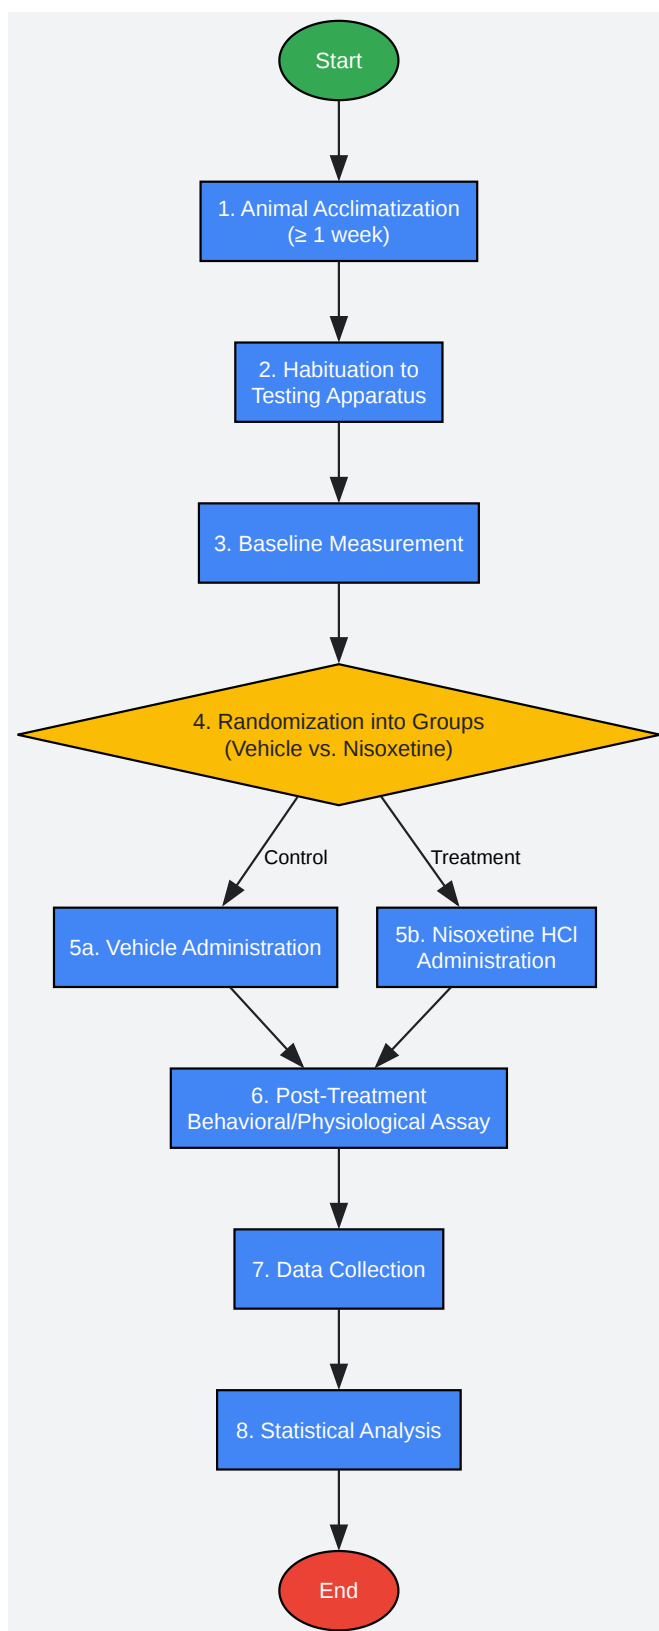 Start
1. Animal Acclimatization
(≥ 1 week)
2. Habituation to
Testing Apparatus
3. Baseline Measurement
4. Randomization into Groups
(Vehicle vs. Nisoxetine)
Control
Treatment
5a. Vehicle Administration
5b. Nisoxetine HCl
Administration
6. Post-Treatment
Behavioral/Physiological Assay
7. Data Collection
8. Statistical Analysis
End